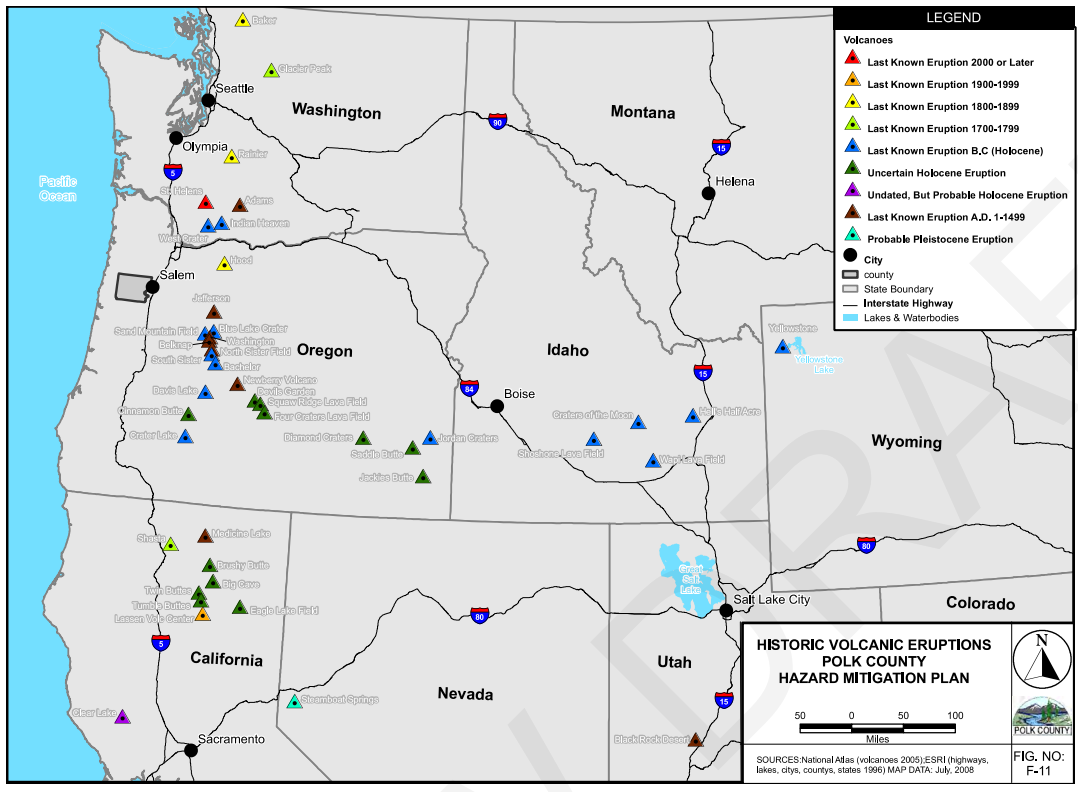 LEGEND
Volcanoes
Last Known Eruption 2000 or Later
Last Known Eruption 1900-1999
Last Known Eruption 1800-1899
Last Known Eruption 1700-1799
Last Known Eruption B,C (Holocene)
Uncertain Holocene Eruption
Undated, But Probable Holocene Eruption
Last Known Eruption A.D. 1-1499
Probable Pleistocene Eruption
City
county
State Boundary
Interstate Highway
Lakes & Waterbodies
Baker
Glacier Peak
Seattle
Washington
Montana
90
15
Olympia
Rainier
5
Pacific
Ocean
Helena
St. Helens
Adams
Indian Heaven
West Crater
Hood
Salem
Jefferson
Sand Mountain Field
Blue Lake Crater
Belknap
Washington
North Sister Field
South Sister
Bachelor
Oregon
Idaho
Yellowstone
Yellowstone
Lake
15
Newberry Volcano
Davis Lake
Devils Garden
Squaw Ridge Lava Field
Cinnamon Butte
Four Craters Lava Field
84
Boise
Craters of the Moon
Hell's Half Acre
Crater Lake
Diamond Craters
Jordan Craters
Saddle Butte
Shoshone Lava Field
Wapi Lava Field
Wyoming
Jackies Butte
Shasta
Medicine Lake
80
Brushy Butte
Big Cave
Twin Buttes
Tumble Buttes
Eagle Lake Field
Lassen Volc Center
Great
Salt
Lake
Salt Lake City
Colorado
80
5
California
Nevada
Utah
Steamboat Springs
Clear Lake
15
Sacramento
Black Rock Desert
HISTORIC VOLCANIC ERUPTIONS
POLK COUNTY
HAZARD MITIGATION PLAN
50 0 50 100
Miles
SOURCES:National Atlas (volcanoes 2005);ESRI (highways,
lakes, citys, countys, states 1996) MAP DATA: July, 2008
N
POLK COUNTY
FIG. NO:
F-11